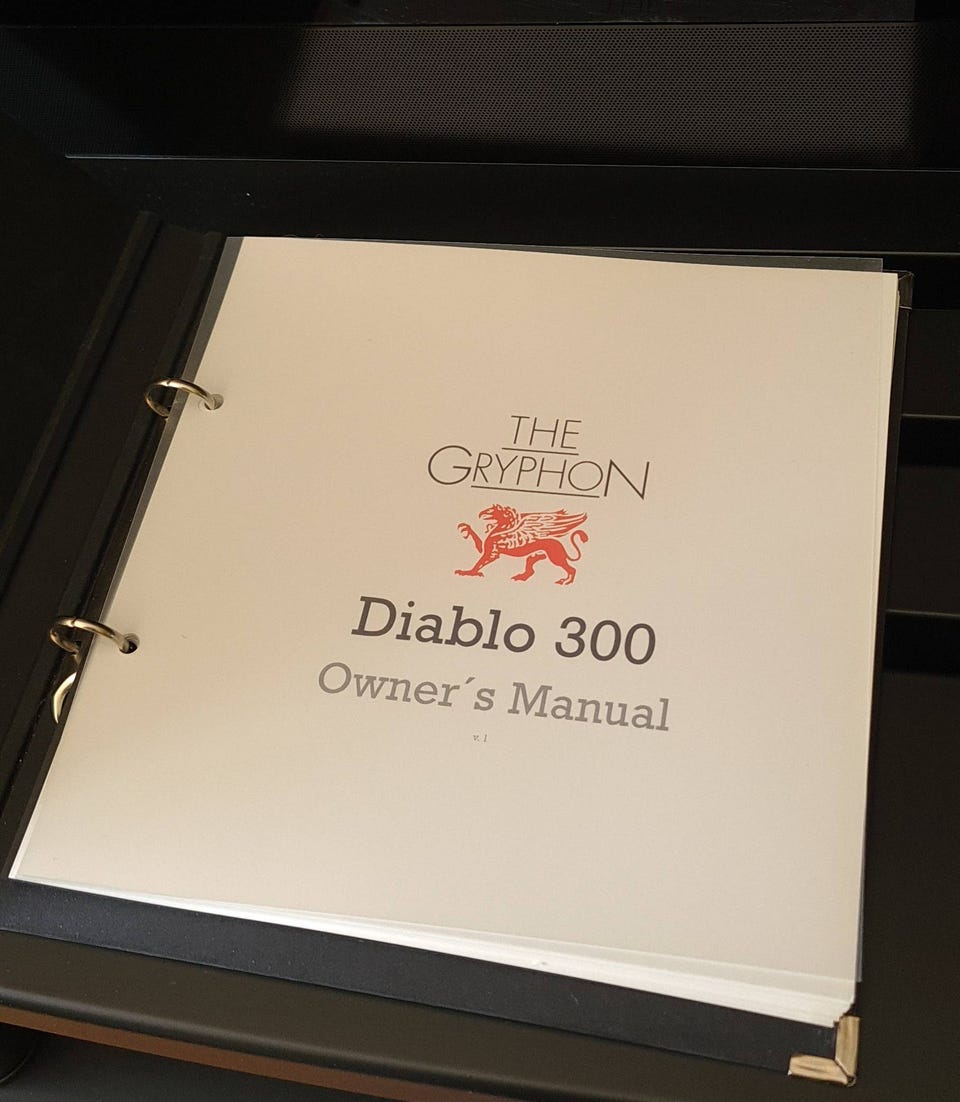 THE
GRYPHON
Diablo 300
Owner´s Manual
v. 1